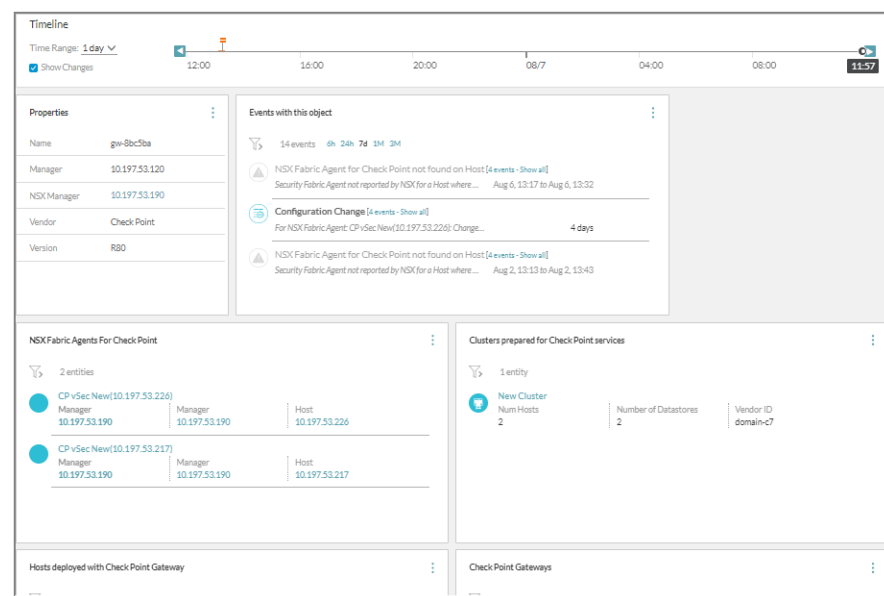 Timeline
Time Range: 1 day
Show Changes
12:00 16:00 20:00 08/7 04:00 08:00 11:57
Properties
Name gw-8bc5ba
Manager 10.197.53.120
NSX Manager 10.197.53.190
Vendor Check Point
Version R80
Events with this object
14 events 6h 24h 7d 1M 3M
NSX Fabric Agent for Check Point not found on Host [4 events - Show all]
Security Fabric Agent not reported by NSX for a Host where ... Aug 6, 13:17 to Aug 6, 13:32
Configuration Change [4 events - Show all]
For NSX Fabric Agent: CP vSec New(10.197.53.226): Change... 4 days
NSX Fabric Agent for Check Point not found on Host [4 events - Show all]
Security Fabric Agent not reported by NSX for a Host where ... Aug 2, 13:13 to Aug 2, 13:43
NSX Fabric Agents For Check Point
2 entities
CP vSec New(10.197.53.226)
Manager Manager Host
10.197.53.190 10.197.53.190 10.197.53.226
CP vSec New(10.197.53.217)
Manager Manager Host
10.197.53.190 10.197.53.190 10.197.53.217
Clusters prepared for Check Point services
1 entity
New Cluster
Num Hosts Number of Datastores Vendor ID
2 2 domain-c7
Hosts deployed with Check Point Gateway
Check Point Gateways